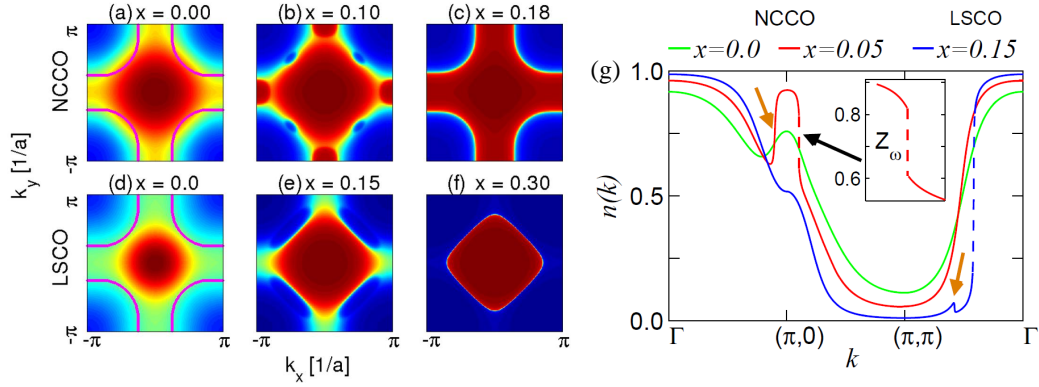 (a) x = 0.00 (b) x = 0.10 (c) x = 0.18
π
NCCO
-π
k_y [1/a]
(d) x = 0.0 (e) x = 0.15 (f) x = 0.30
π
LSCO
-π
-π π -π π -π π
k_x [1/a]
NCCO LSCO
x=0.0 x=0.05 x=0.15
(g)
1.0
n(k)
0.5
0.0
0.8
Z_ω
0.6
Γ (π,0) (π,π) Γ
k